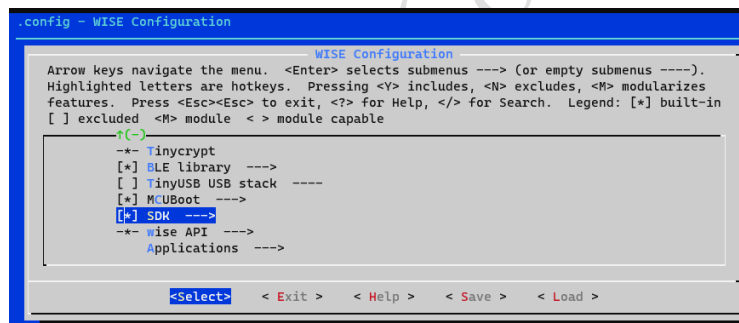 .config - WISE Configuration
WISE Configuration
Arrow keys navigate the menu.  <Enter> selects submenus ---> (or empty submenus ----).
Highlighted letters are hotkeys.  Pressing <Y> includes, <N> excludes, <M> modularizes
features.  Press <Esc><Esc> to exit, <?> for Help, </> for Search.  Legend: [*] built-in
[ ] excluded  <M> module  < > module capable
↑(-)
-*- Tinycrypt
[*] BLE library  --->
[ ] TinyUSB USB stack  ----
[*] MCUBoot  --->
[*] SDK  --->
-*- wise API  --->
Applications  --->
<Select>    < Exit >    < Help >    < Save >    < Load >